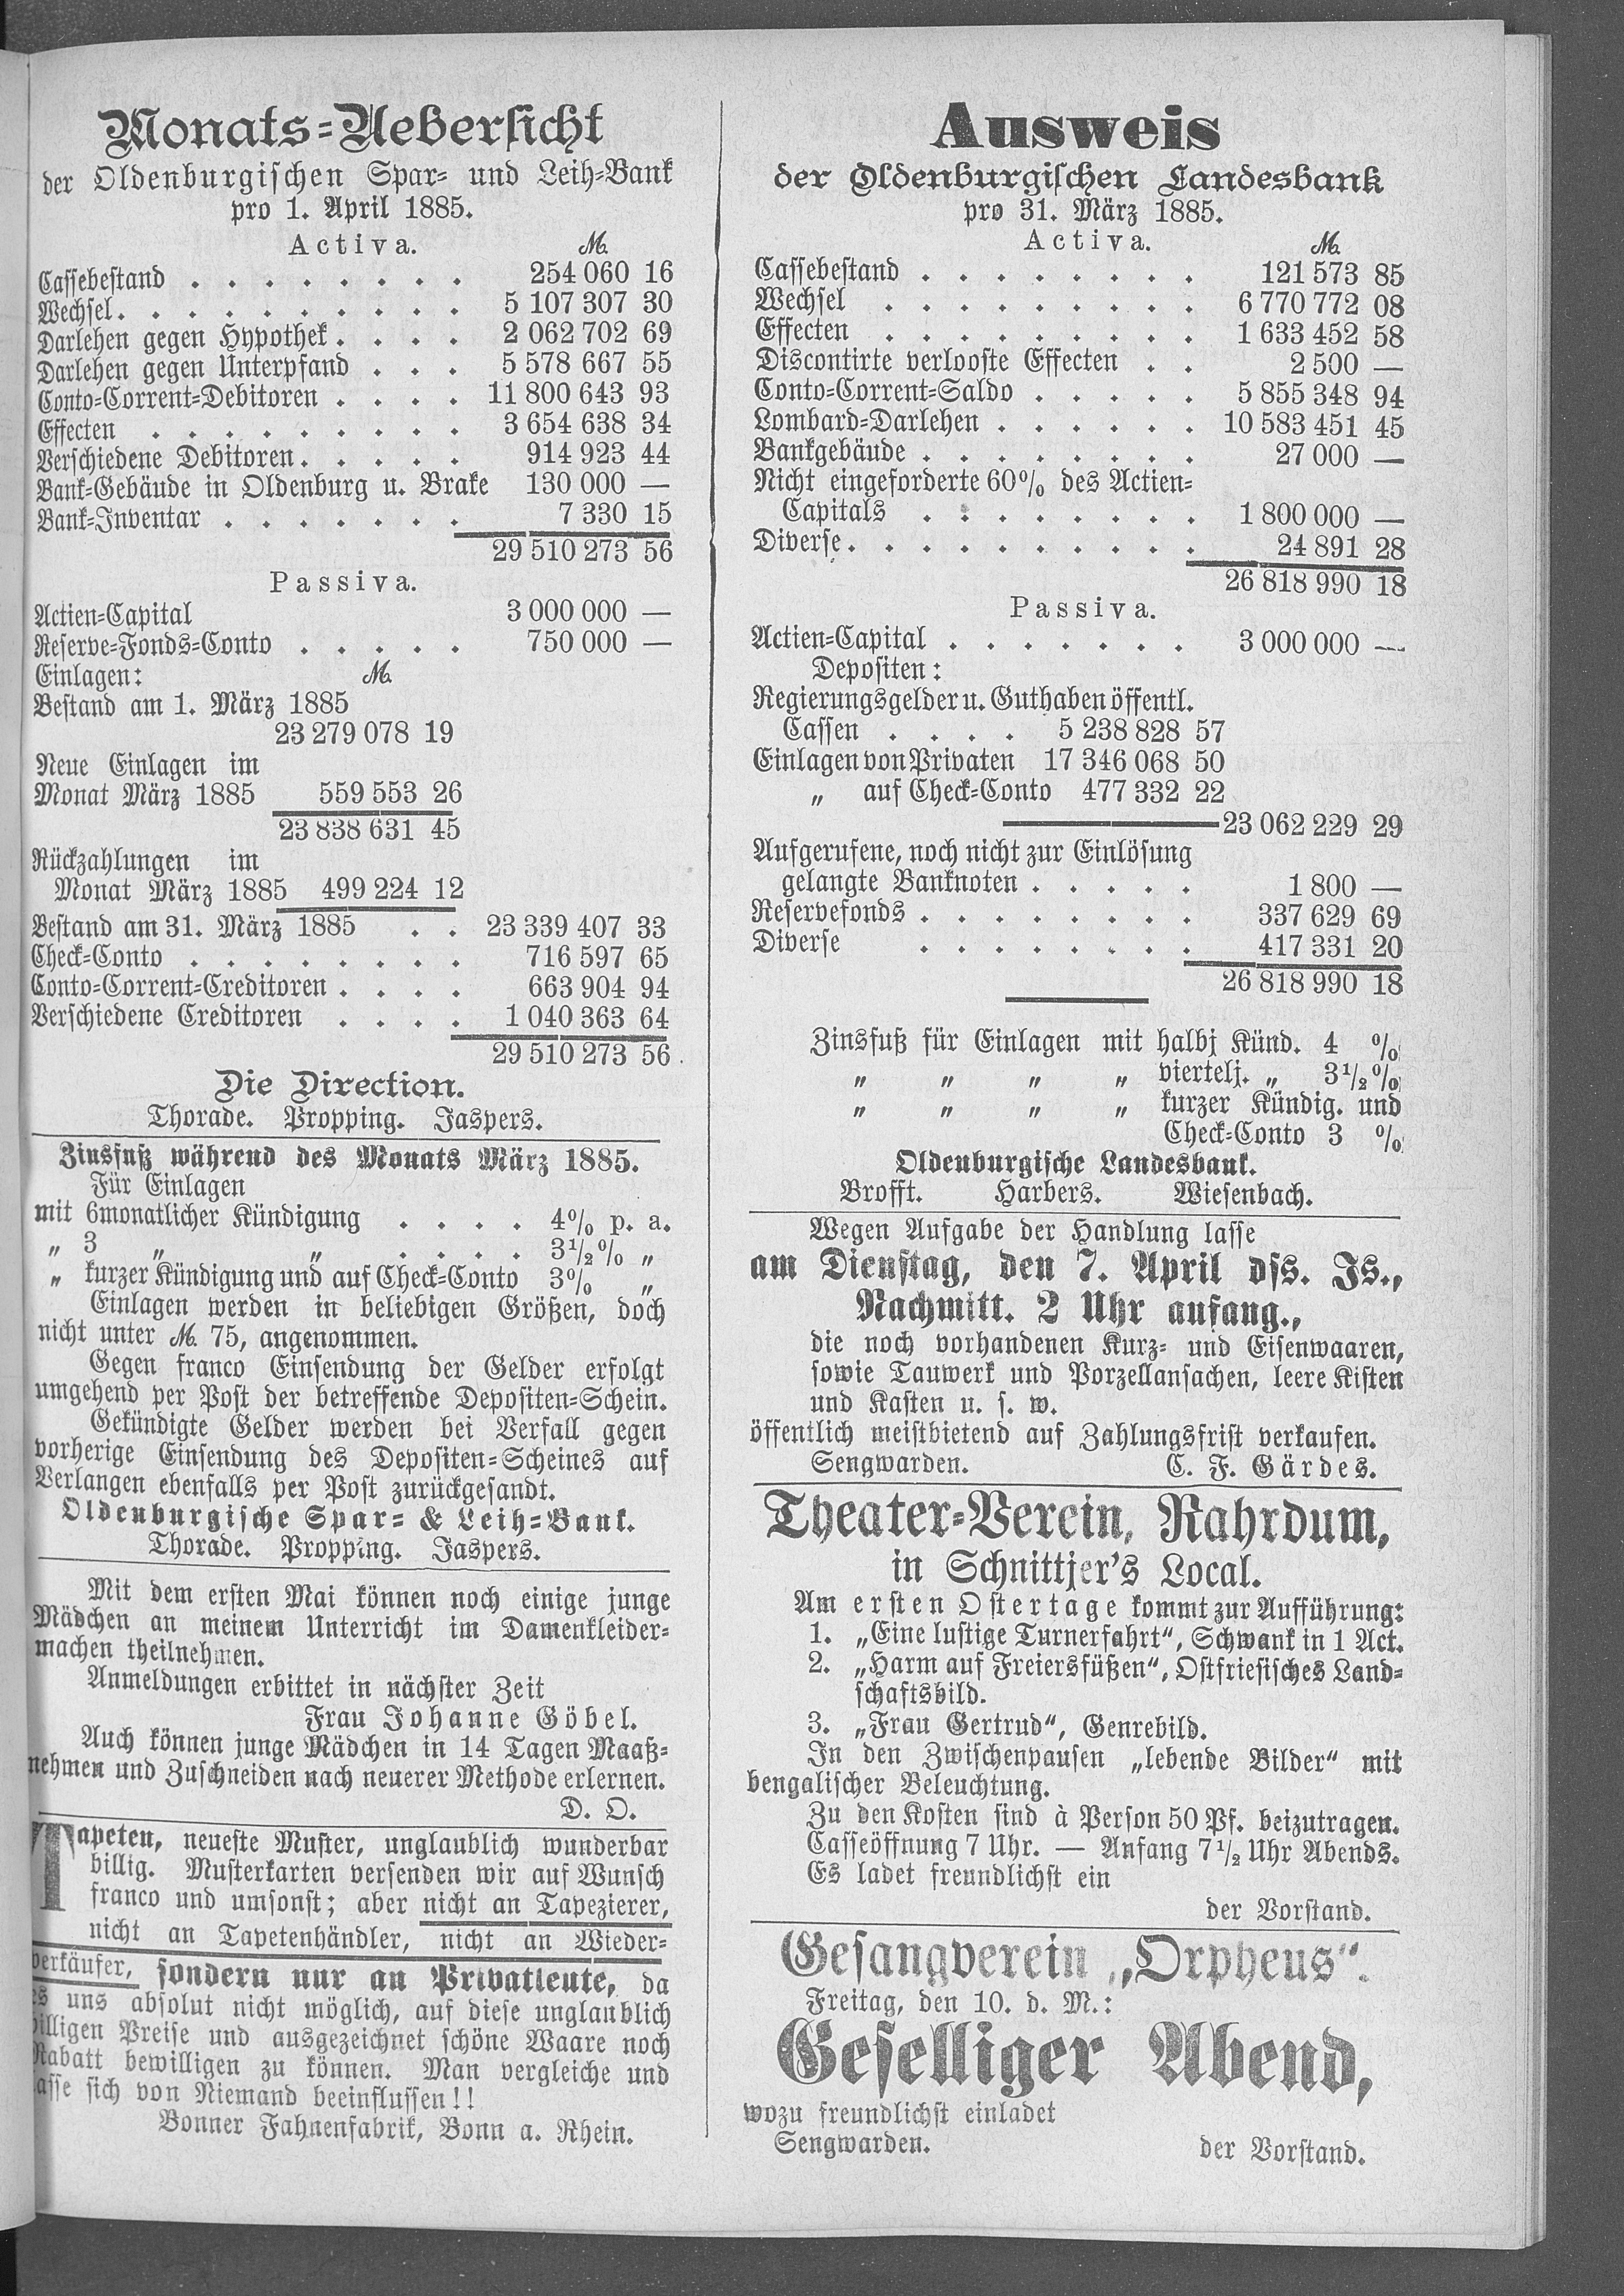 Monats-Uebersicht
der Oldenburgischen Spar- und Leih-Bank
pro 1. April 1885.
Activa. M.
Cassebestand . . . . . . . . . 254 060 16
Wechsel . . . . . . . . . . 5 107 307 30
Darlehen gegen Hypothek . . . . 2 062 702 69
Darlehen gegen Unterpfand . . . 5 578 667 55
Conto-Corrent-Debitoren . . . . 11 800 643 93
Effecten . . . . . . . . . 3 654 638 34
Verschiedene Debitoren . . . . . 914 923 44
Bank-Gebäude in Oldenburg u. Brake 130 000 —
Bank-Inventar . . . . . . . 7 330 15
29 510 273 56
Passiva.
Actien-Capital 3 000 000 —
Reserve-Fonds-Conto . . . . . 750 000 —
Einlagen: M.
Bestand am 1. März 1885
23 279 078 19
Neue Einlagen im
Monat März 1885 559 553 26
23 838 631 45
Rückzahlungen im
Monat März 1885 499 224 12
Bestand am 31. März 1885 . . 23 339 407 33
Check-Conto . . . . . . . . . 716 597 65
Conto-Corrent-Creditoren . . . . 663 904 94
Verschiedene Creditoren . . . . 1 040 363 64
29 510 273 56.
Die Direction.
Thorade. Propping. Jaspers.
Zinsfuß während des Monats März 1885.
Für Einlagen
mit 6monatlicher Kündigung . . . . 4% p. a.
„ 3 „ „ . . . . 3½% „
„ kurzer Kündigung und auf Check-Conto 3% „
Einlagen werden in beliebigen Größen, doch
nicht unter M. 75, angenommen.
Gegen franco Einsendung der Gelder erfolgt
umgehend per Post der betreffende Depositen-Schein.
Gekündigte Gelder werden bei Verfall gegen
vorherige Einsendung des Depositen-Scheines auf
Verlangen ebenfalls per Post zurückgesandt.
Oldenburgische Spar- & Leih-Bank.
Thorade. Propping. Jaspers.
Mit dem ersten Mai können noch einige junge
Mädchen an meinem Unterricht im Damenkleider-
machen theilnehmen.
Anmeldungen erbittet in nächster Zeit
Frau Johanne Göbel.
Auch können junge Mädchen in 14 Tagen Maaß-
nehmen und Zuschneiden nach neuerer Methode erlernen.
D. O.
Tapeten, neueste Muster, unglaublich wunderbar
billig. Musterkarten versenden wir auf Wunsch
franco und umsonst; aber nicht an Tapezierer,
nicht an Tapetenhändler, nicht an Wieder-
verkäufer, sondern nur an Privatleute, da
es uns absolut nicht möglich, auf diese unglaublich
billigen Preise und ausgezeichnet schöne Waare noch
Rabatt bewilligen zu können. Man vergleiche und
lasse sich von Niemand beeinflussen!!
Bonner Fahnenfabrik, Bonn a. Rhein.
Ausweis
der Oldenburgischen Landesbank
pro 31. März 1885.
Activa. M.
Cassebestand . . . . . . . . 121 573 85
Wechsel . . . . . . . . . 6 770 772 08
Effecten . . . . . . . . . 1 633 452 58
Discontirte verlooste Effecten . . 2 500 —
Conto-Corrent-Saldo . . . . . 5 855 348 94
Lombard-Darlehen . . . . . . 10 583 451 45
Bankgebäude . . . . . . . . 27 000 —
Nicht eingeforderte 60% des Actien-
Capitals . . . . . . . . 1 800 000 —
Diverse . . . . . . . . . . 24 891 28
26 818 990 18
Passiva.
Actien-Capital . . . . . . . 3 000 000 —
Depositen:
Regierungsgelder u. Guthaben öffentl.
Cassen . . . . 5 238 828 57
Einlagen von Privaten 17 346 068 50
„ auf Check-Conto 477 332 22
23 062 229 29
Aufgerufene, noch nicht zur Einlösung
gelangte Banknoten . . . . . 1 800 —
Reservefonds . . . . . . . . 337 629 69
Diverse . . . . . . . . 417 331 20
26 818 990 18
Zinsfuß für Einlagen mit halbj Künd. 4 %
„ „ „ „ viertelj. „ 3½%
„ „ „ „ kurzer Kündig. und
Check-Conto 3 %
Oldenburgische Landesbank.
Brofft. Harbers. Wiesenbach.
Wegen Aufgabe der Handlung lasse
am Dienstag, den 7. April dss. Js.,
Nachmitt. 2 Uhr anfang.,
die noch vorhandenen Kurz- und Eisenwaaren,
sowie Tauwerk und Porzellansachen, leere Kisten
und Kasten u. s. w.
öffentlich meistbietend auf Zahlungsfrist verkaufen.
Sengwarden. C. F. Gärdes.
Theater-Verein, Rahrdum,
in Schnittjer's Local.
Am ersten Ostertage kommt zur Aufführung:
1. „Eine lustige Turnerfahrt“, Schwank in 1 Act.
2. „Harm auf Freiersfüßen“, Ostfriesisches Land-
schaftsbild.
3. „Frau Gertrud“, Genrebild.
In den Zwischenpausen „lebende Bilder“ mit
bengalischer Beleuchtung.
Zu den Kosten sind à Person 50 Pf. beizutragen.
Casseöffnung 7 Uhr. — Anfang 7½ Uhr Abends.
Es ladet freundlichst ein
der Vorstand.
Gesangverein „Orpheus“.
Freitag, den 10. d. M.:
Geselliger Abend,
wozu freundlichst einladet
Sengwarden. der Vorstand.